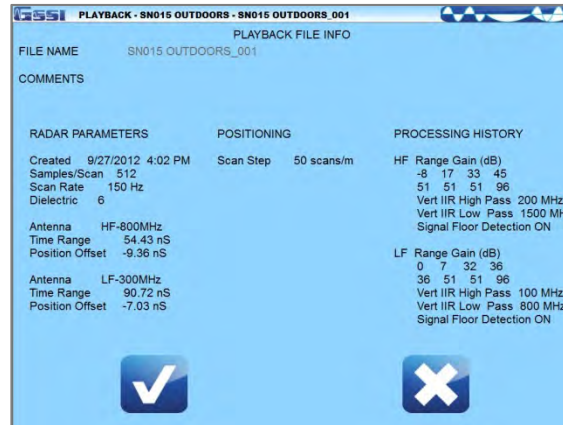 GSSI PLAYBACK - SN015 OUTDOORS - SN015 OUTDOORS_001
PLAYBACK FILE INFO
FILE NAME SN015 OUTDOORS_001
COMMENTS
RADAR PARAMETERS
Created 9/27/2012 4:02 PM
Samples/Scan 512
Scan Rate 150 Hz
Dielectric 6
Antenna HF-800MHz
Time Range 54.43 nS
Position Offset -9.36 nS
Antenna LF-300MHz
Time Range 90.72 nS
Position Offset -7.03 nS
POSITIONING
Scan Step 50 scans/m
PROCESSING HISTORY
HF Range Gain (dB)
-8 17 33 45
51 51 51 96
Vert IIR High Pass 200 MHz
Vert IIR Low Pass 1500 MH
Signal Floor Detection ON
LF Range Gain (dB)
0 7 32 36
36 51 51 96
Vert IIR High Pass 100 MHz
Vert IIR Low Pass 800 MHz
Signal Floor Detection ON